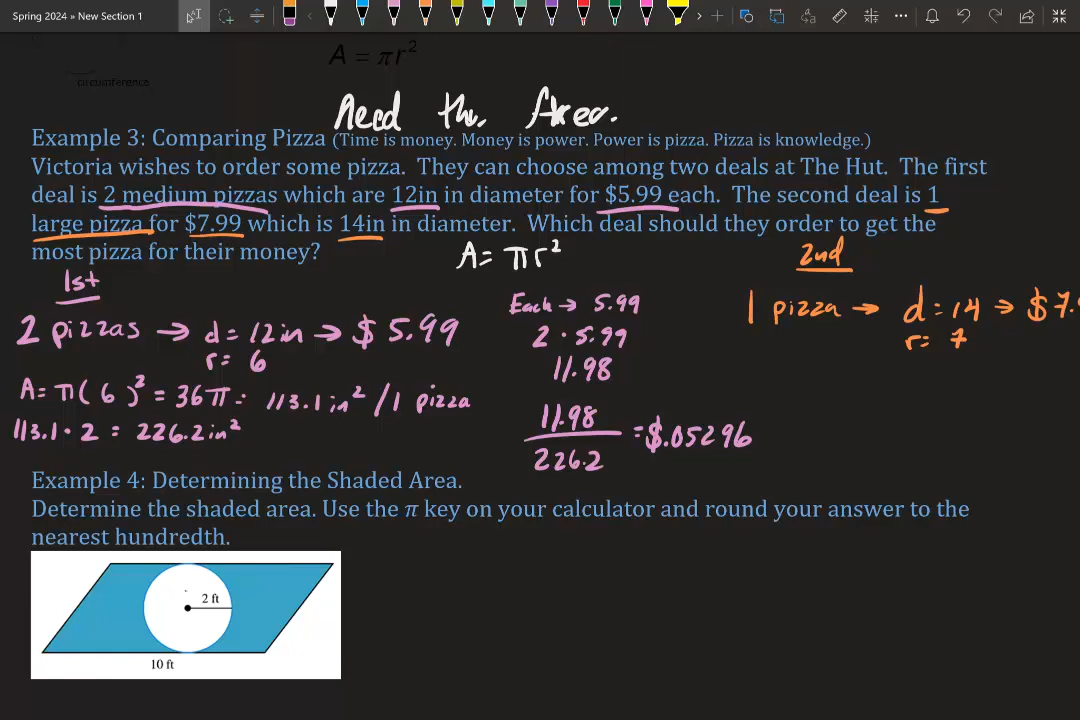 Spring 2024 » New Section 1
A = πr²
circumference
Need the Area.
Example 3: Comparing Pizza (Time is money. Money is power. Power is pizza. Pizza is knowledge.)
Victoria wishes to order some pizza. They can choose among two deals at The Hut. The first
deal is 2 medium pizzas which are 12in in diameter for $5.99 each. The second deal is 1
large pizza for $7.99 which is 14in in diameter. Which deal should they order to get the
most pizza for their money?
A = πr²
2nd
1st
Each → 5.99
1 pizza → d = 14 → $7.9
2 pizzas → d = 12in → $5.99
2 · 5.99
r = 7
r = 6
11.98
A = π(6)² = 36π = 113.1 in² / 1 pizza
113.1 · 2 = 226.2 in²
11.98
226.2
= $.05296
Example 4: Determining the Shaded Area.
Determine the shaded area. Use the π key on your calculator and round your answer to the
nearest hundredth.
2 ft
10 ft